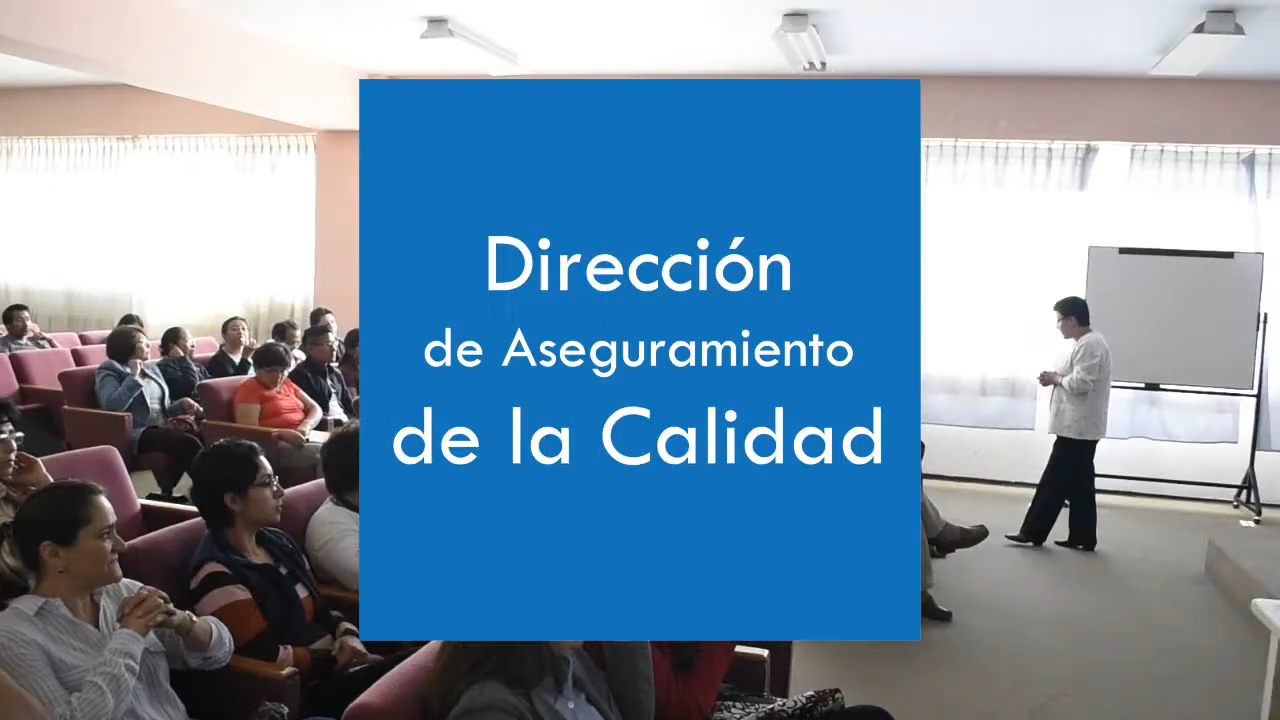 Dirección
de Aseguramiento
de la Calidad